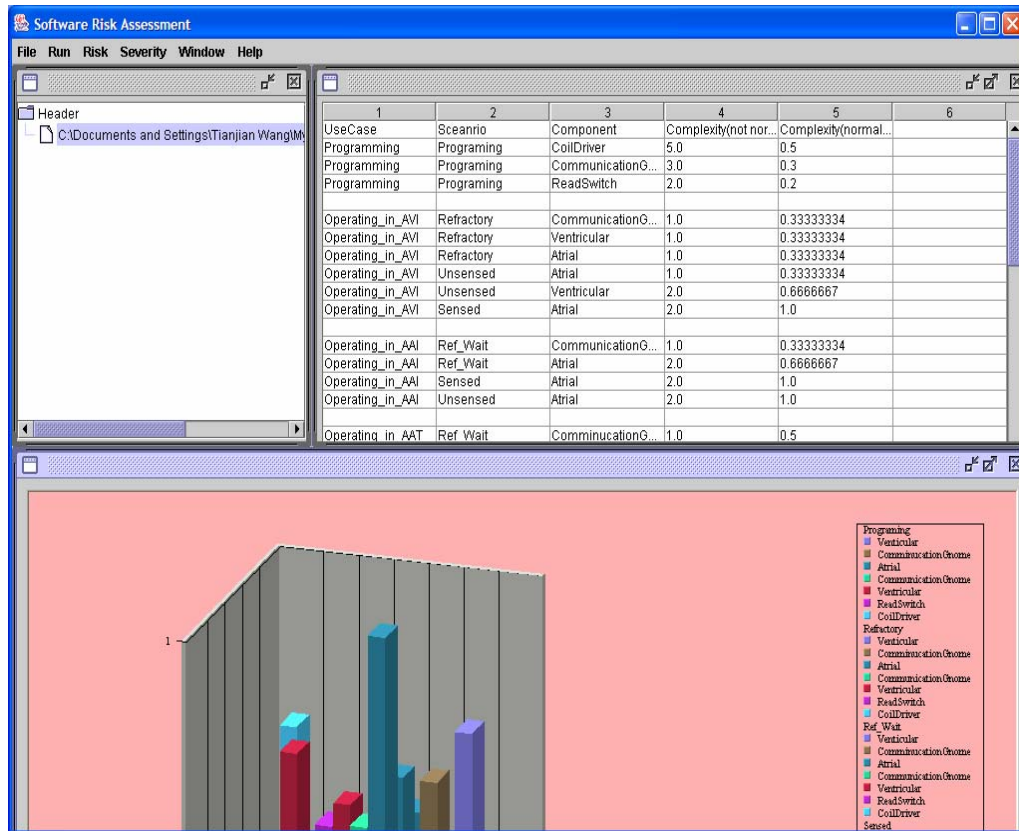 Software Risk Assessment
File Run Risk Severity Window Help
Header
C:\Documents and Settings\Tianjian Wang\My
1 2 3 4 5 6
UseCase Sceanrio Component Complexity(not nor... Complexity(normal...
Programming Programing CoilDriver 5.0 0.5
Programming Programing CommunicationG... 3.0 0.3
Programming Programing ReadSwitch 2.0 0.2
Operating_in_AVI Refractory CommunicationG... 1.0 0.33333334
Operating_in_AVI Refractory Ventricular 1.0 0.33333334
Operating_in_AVI Refractory Atrial 1.0 0.33333334
Operating_in_AVI Unsensed Atrial 1.0 0.33333334
Operating_in_AVI Unsensed Ventricular 2.0 0.6666667
Operating_in_AVI Sensed Atrial 2.0 1.0
Operating_in_AAI Ref_Wait CommunicationG... 1.0 0.33333334
Operating_in_AAI Ref_Wait Atrial 2.0 0.6666667
Operating_in_AAI Sensed Atrial 2.0 1.0
Operating_in_AAI Unsensed Atrial 2.0 1.0
Operating_in_AAT Ref_Wait ComminucationG... 1.0 0.5
1
Programing
Venticular
ComminucationGnome
Atrial
CommunicationGnome
Ventricular
ReadSwitch
CoilDriver
Refractory
Venticular
ComminucationGnome
Atrial
CommunicationGnome
Ventricular
ReadSwitch
CoilDriver
Ref_Wait
Venticular
ComminucationGnome
Atrial
CommunicationGnome
Ventricular
ReadSwitch
CoilDriver
Sensed